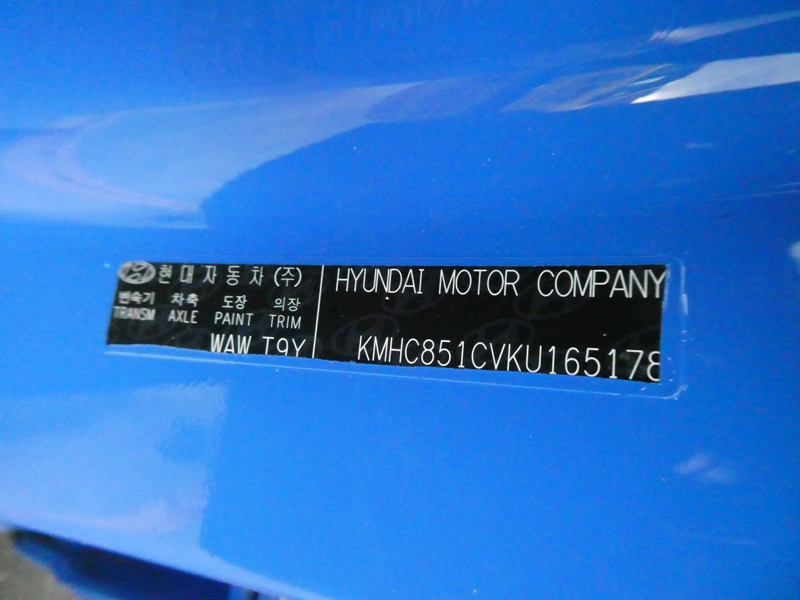 현대자동차(주)
변속기 차축 도장 의장
TRANSM AXLE PAINT TRIM
WAW T9Y
HYUNDAI MOTOR COMPANY
KMHC851CVKU165178